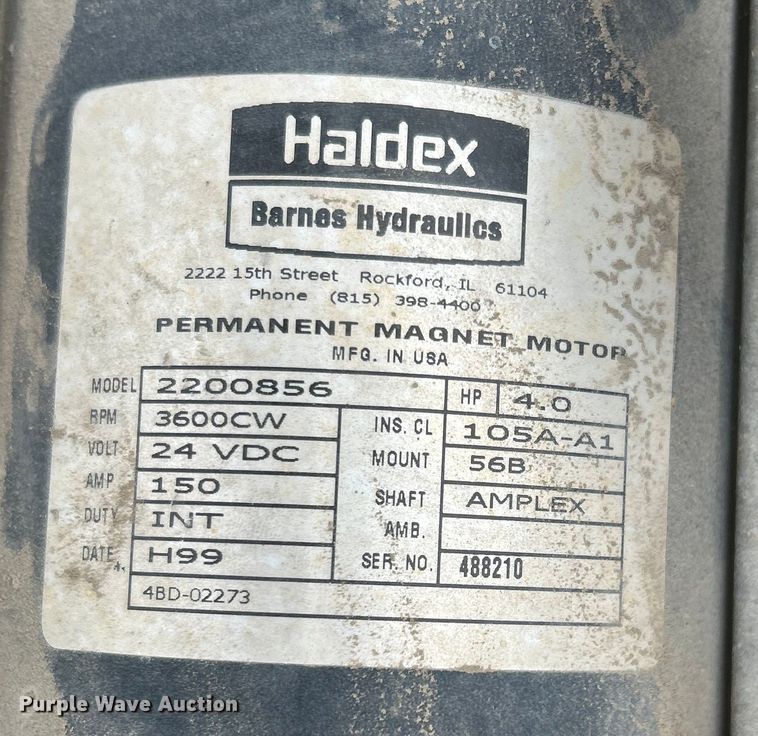 Haldex
Barnes Hydraulics
2222 15th Street Rockford, IL 61104
Phone (815) 398-4400
PERMANENT MAGNET MOTOR
MFG. IN USA
MODEL 2200856 HP 4.0
RPM 3600CW INS. CL 105A-A1
VOLT 24 VDC MOUNT 56B
AMP 150 SHAFT AMPLEX
DUTY INT AMB.
DATE H99 SER. NO. 488210
4BD-02273
Purple Wave Auction